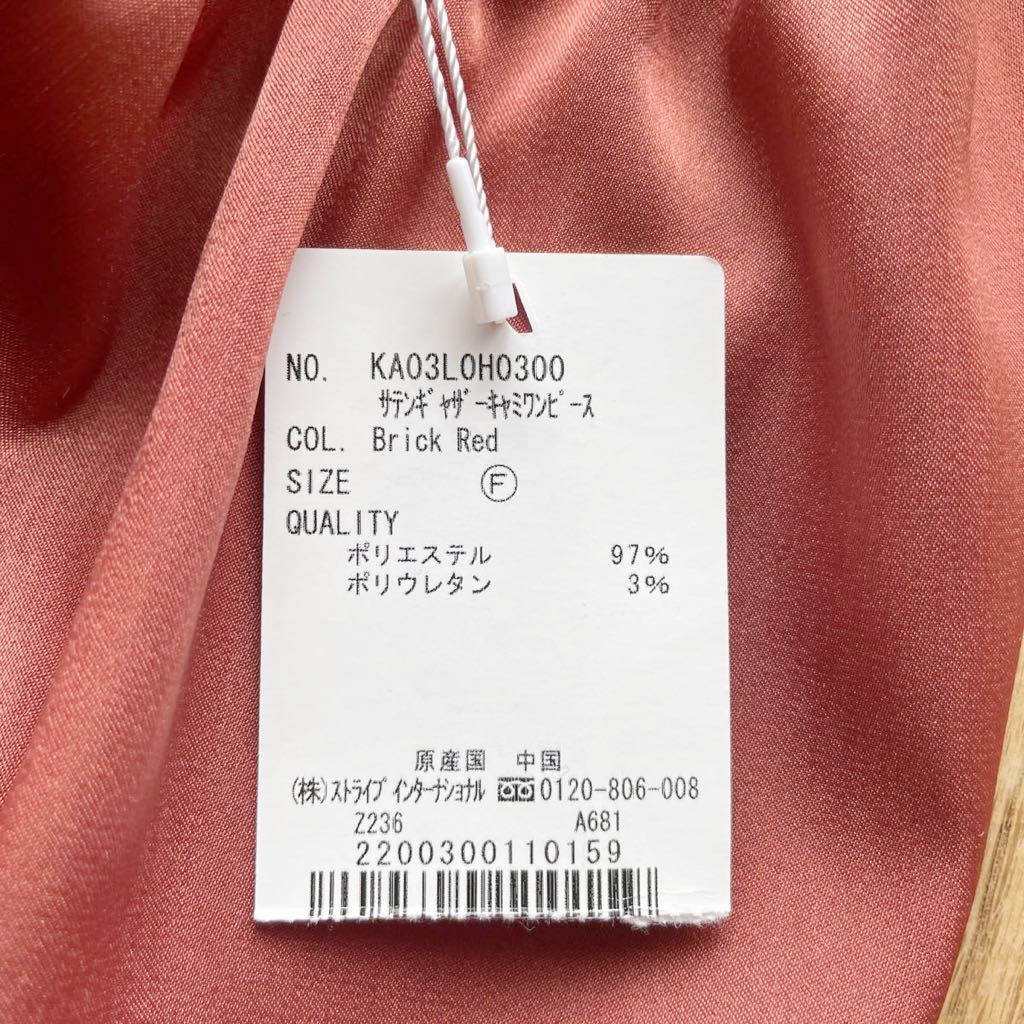 NO. KA03L0H0300
ｻﾃﾝｷﾞｬｻﾞｰｷｬﾐﾜﾝﾋﾟｰｽ
COL. Brick Red
SIZE Ⓕ
QUALITY
ポリエステル 97%
ポリウレタン 3%
原産国 中国
(株)ｽﾄﾗｲﾌﾟ ｲﾝﾀｰﾅｼｮﾅﾙ 0120-806-008
Z236 A681
2200300110159